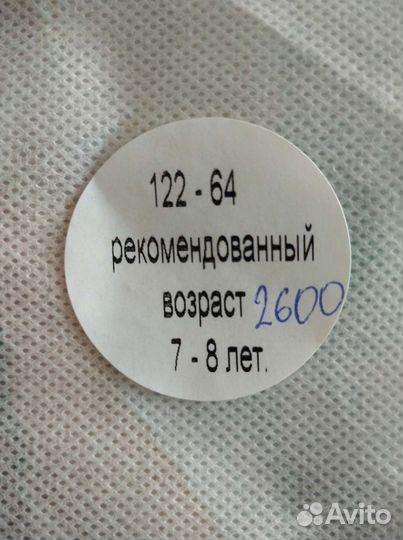 122 - 64
рекомендованный
возраст 2600
7 - 8 лет.
Avito